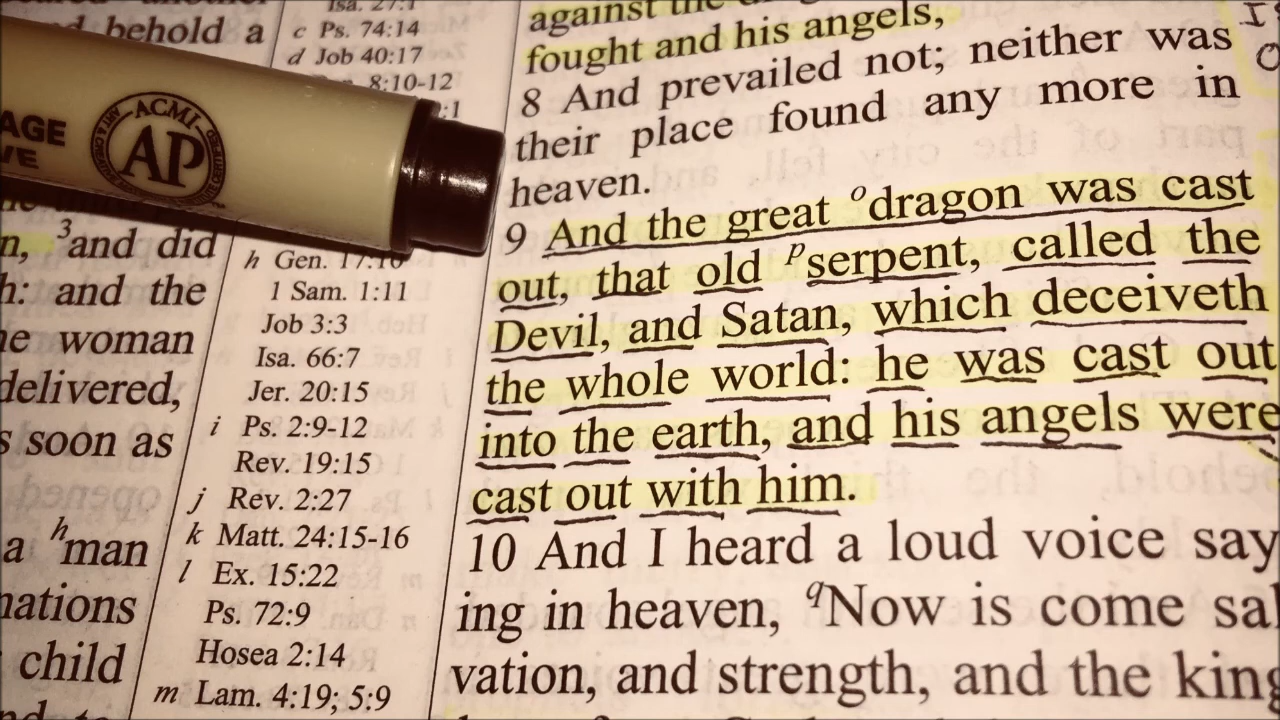 behold a
n, ³and did
h: and the
woman
delivered,
s soon as
a ʰman
nations
child
AGE
VE
ACMI
AP
Isa. 27:1
c Ps. 74:14
d Job 40:17
8:10-12
:1
h Gen. 17:16
1 Sam. 1:11
Job 3:3
Isa. 66:7
Jer. 20:15
i Ps. 2:9-12
Rev. 19:15
j Rev. 2:27
k Matt. 24:15-16
l Ex. 15:22
Ps. 72:9
Hosea 2:14
m Lam. 4:19; 5:9
against the
fought and his angels,
8 And prevailed not; neither was
their place found any more in
heaven.
9 And the great ᵒdragon was cast
out, that old ᵖserpent, called the
Devil, and Satan, which deceiveth
the whole world: he was cast out
into the earth, and his angels were
cast out with him.
10 And I heard a loud voice say
ing in heaven, ᑫNow is come sal
vation, and strength, and the king